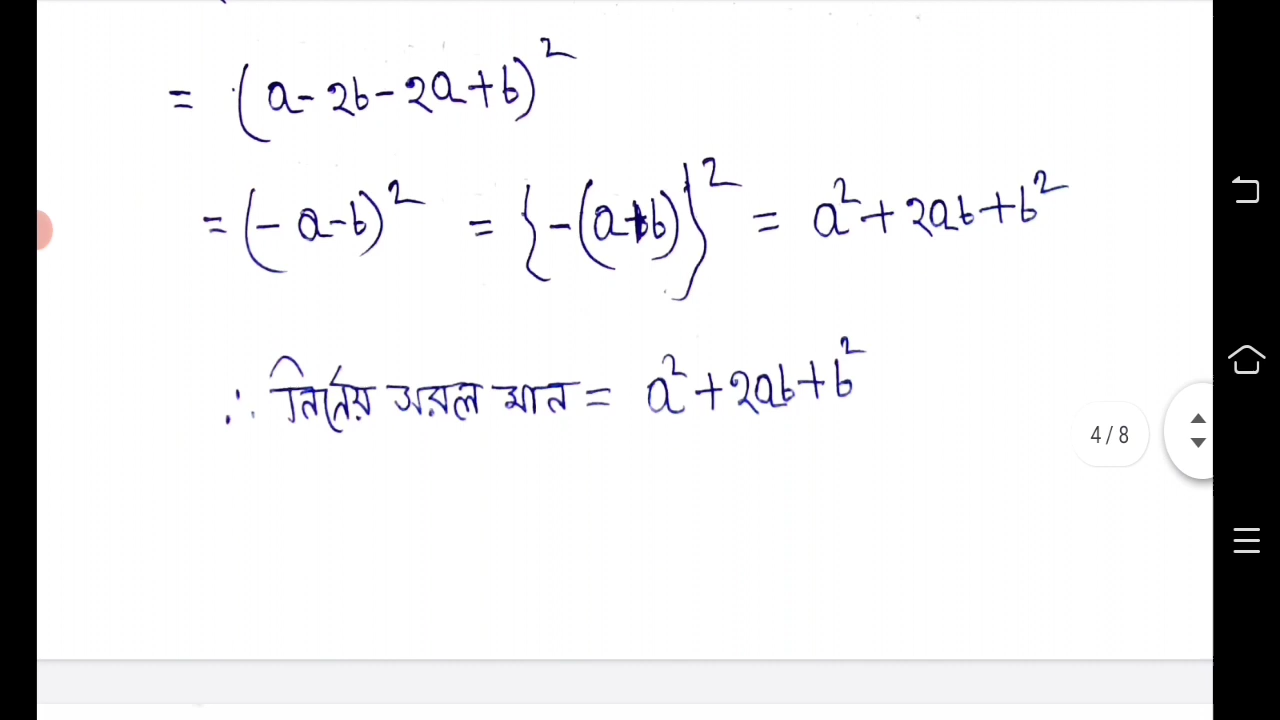 = (a - 2b - 2a + b)²
= (- a - b)² = {-(a+b)}² = a² + 2ab + b²
∴ নির্নেয় সরল মান = a² + 2ab + b²
4 / 8